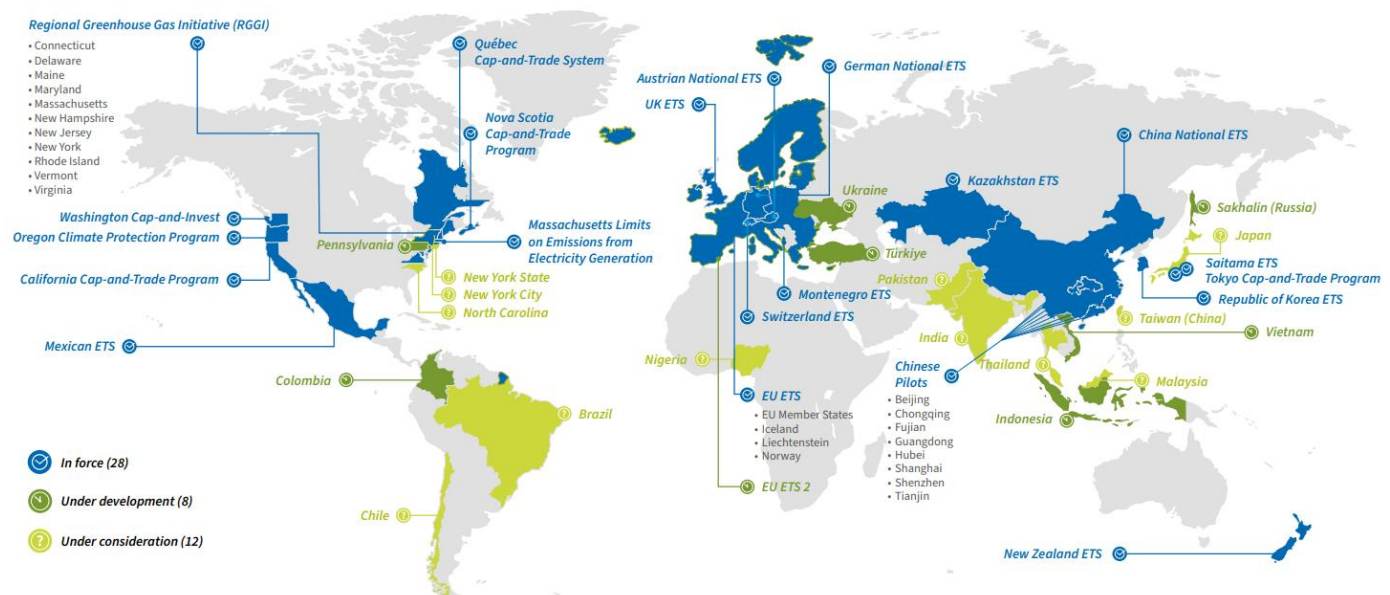 Regional Greenhouse Gas Initiative (RGGI)
• Connecticut
• Delaware
• Maine
• Maryland
• Massachusetts
• New Hampshire
• New Jersey
• New York
• Rhode Island
• Vermont
• Virginia
Québec
Cap-and-Trade System
Nova Scotia
Cap-and-Trade
Program
Washington Cap-and-Invest
Oregon Climate Protection Program
California Cap-and-Trade Program
Mexican ETS
Pennsylvania
Massachusetts Limits
on Emissions from
Electricity Generation
New York State
New York City
North Carolina
Colombia
Brazil
Chile
Austrian National ETS
German National ETS
UK ETS
Ukraine
Türkiye
Montenegro ETS
Switzerland ETS
Nigeria
EU ETS
• EU Member States
• Iceland
• Liechtenstein
• Norway
EU ETS 2
Kazakhstan ETS
China National ETS
Sakhalin (Russia)
Japan
Saitama ETS
Tokyo Cap-and-Trade Program
Republic of Korea ETS
Pakistan
Taiwan (China)
India
Vietnam
Thailand
Malaysia
Chinese
Pilots
• Beijing
• Chongqing
• Fujian
• Guangdong
• Hubei
• Shanghai
• Shenzhen
• Tianjin
Indonesia
New Zealand ETS
In force (28)
Under development (8)
Under consideration (12)